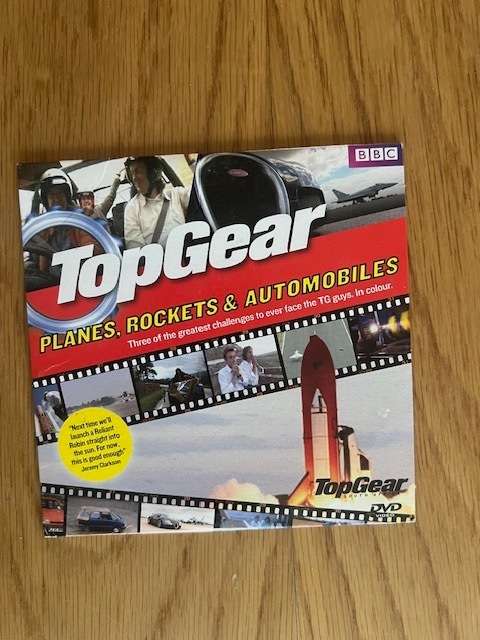 BBC
TopGear
PLANES, ROCKETS & AUTOMOBILES
Three of the greatest challenges to ever face the TG guys. In colour.
"Next time we'll
launch a Reliant
Robin straight into
the sun. For now
this is good enough"
Jeremy Clarkson
TopGear
DVD
VIDEO